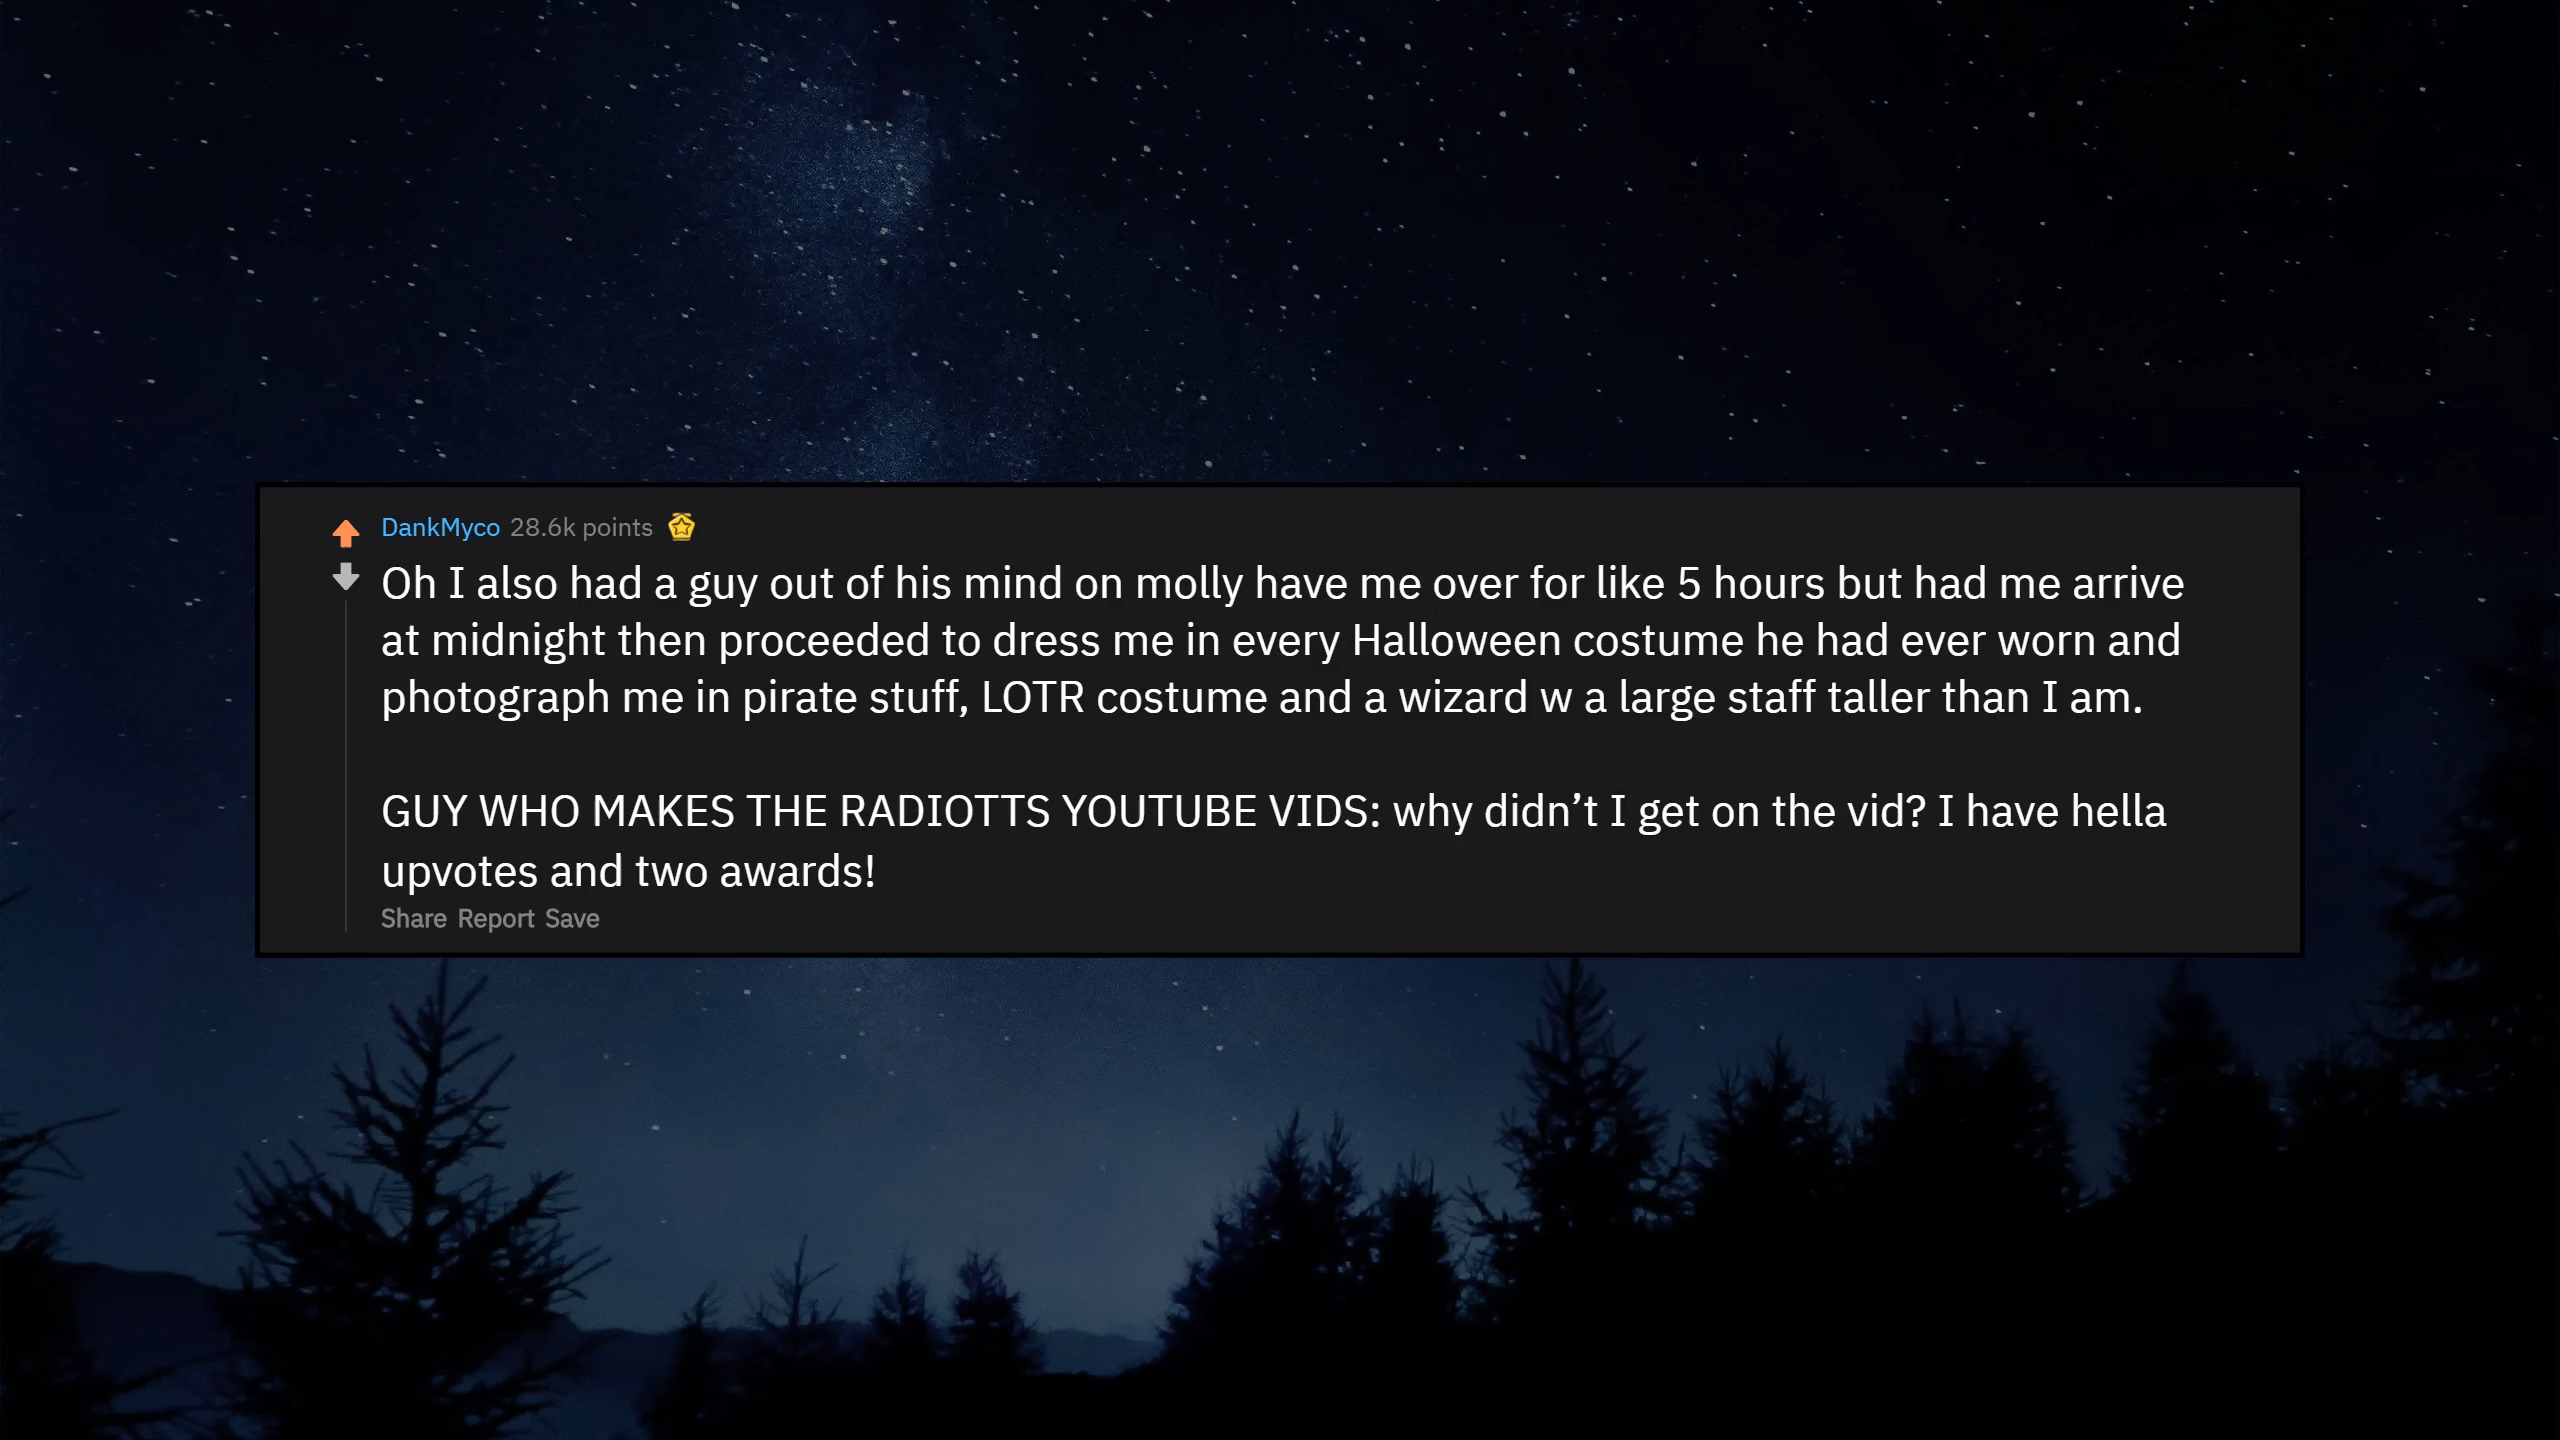 DankMyco 28.6k points
Oh I also had a guy out of his mind on molly have me over for like 5 hours but had me arrive
at midnight then proceeded to dress me in every Halloween costume he had ever worn and
photograph me in pirate stuff, LOTR costume and a wizard w a large staff taller than I am.
GUY WHO MAKES THE RADIOTTS YOUTUBE VIDS: why didn’t I get on the vid? I have hella
upvotes and two awards!
Share Report Save